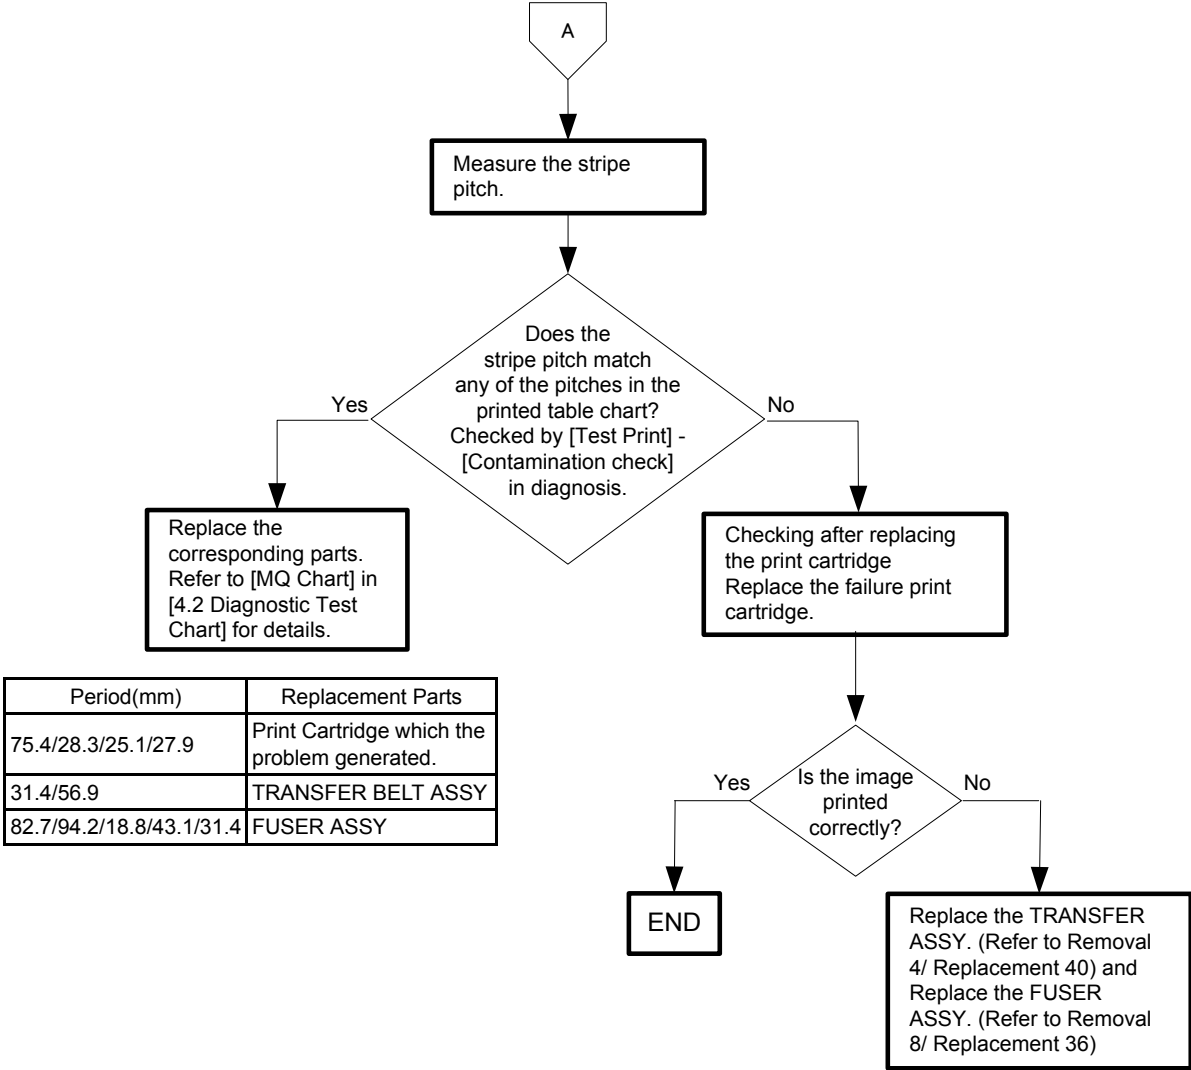 A
Measure the stripe
pitch.
Does the
stripe pitch match
any of the pitches in the
printed table chart?
Checked by [Test Print] -
[Contamination check]
in diagnosis.
Yes
No
Replace the
corresponding parts.
Refer to [MQ Chart] in
[4.2 Diagnostic Test
Chart] for details.
Checking after replacing
the print cartridge
Replace the failure print
cartridge.
Period(mm) Replacement Parts
75.4/28.3/25.1/27.9 Print Cartridge which the
problem generated.
31.4/56.9 TRANSFER BELT ASSY
82.7/94.2/18.8/43.1/31.4 FUSER ASSY
Is the image
printed
correctly?
Yes
No
END
Replace the TRANSFER
ASSY. (Refer to Removal
4/ Replacement 40) and
Replace the FUSER
ASSY. (Refer to Removal
8/ Replacement 36)